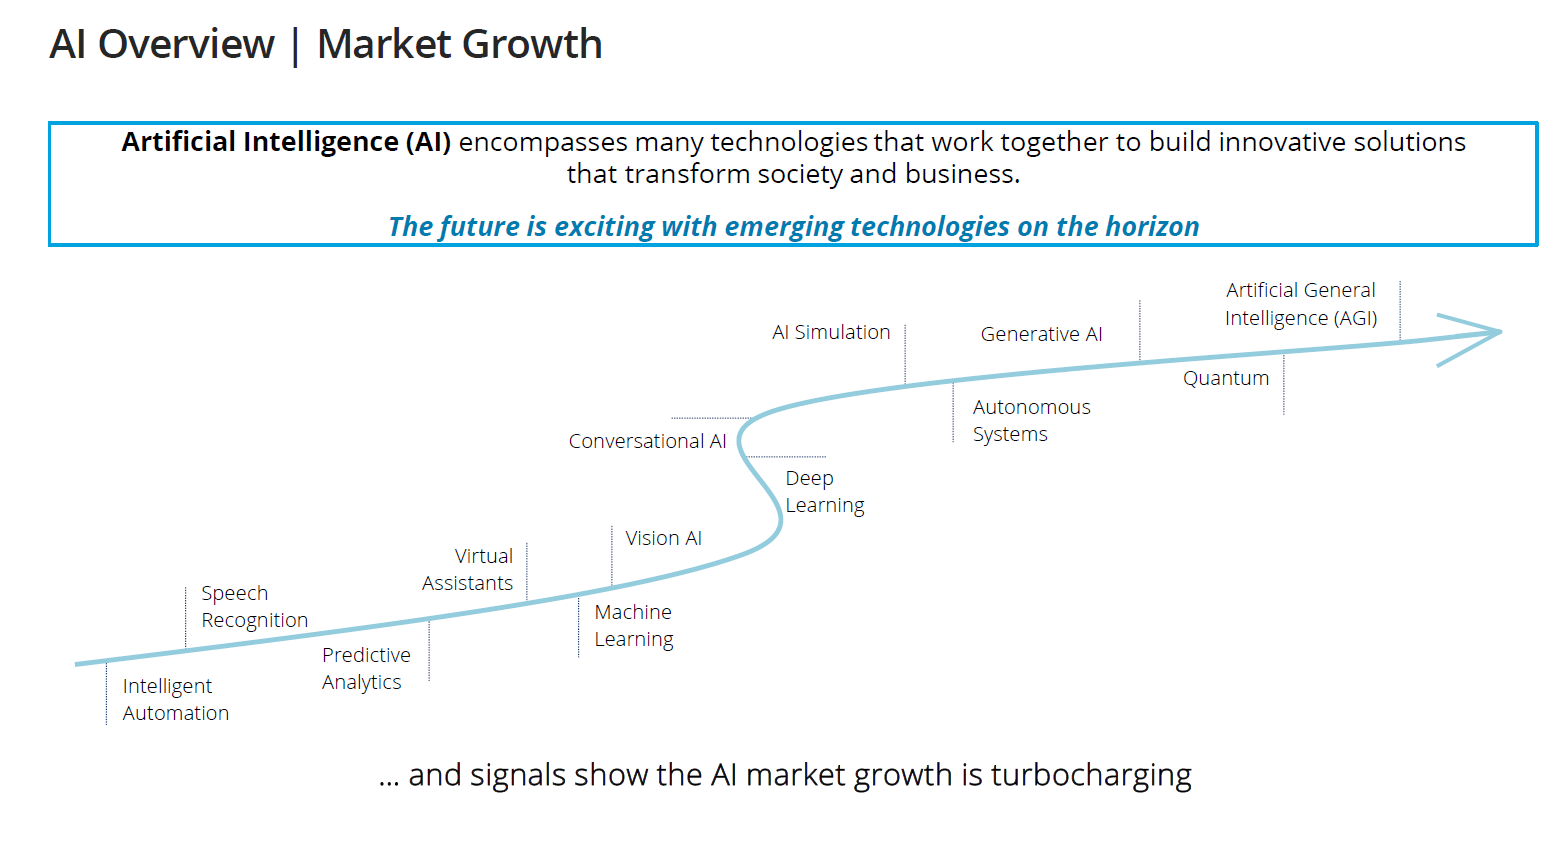 AI Overview | Market Growth
Artificial Intelligence (AI) encompasses many technologies that work together to build innovative solutions
that transform society and business.
The future is exciting with emerging technologies on the horizon
Artificial General
Intelligence (AGI)
AI Simulation
Generative AI
Quantum
Autonomous
Systems
Conversational AI
Deep
Learning
Vision AI
Virtual
Assistants
Speech
Recognition
Machine
Learning
Predictive
Analytics
Intelligent
Automation
... and signals show the AI market growth is turbocharging